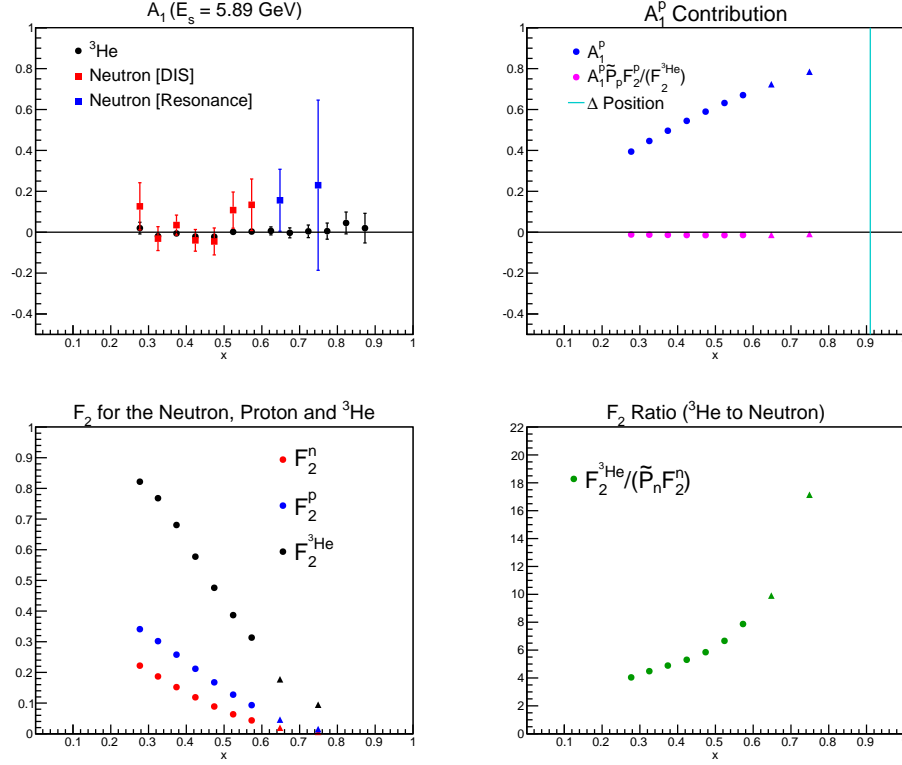 A₁ (Eₛ = 5.89 GeV)
³He
Neutron [DIS]
Neutron [Resonance]
1
0.8
0.6
0.4
0.2
0
-0.2
-0.4
0.1 0.2 0.3 0.4 0.5 0.6 0.7 0.8 0.9 1
x
A₁ᵖ Contribution
A₁ᵖ
A₁ᵖP̃ₚF₂ᵖ/(F₂^³He)
Δ Position
1
0.8
0.6
0.4
0.2
0
-0.2
-0.4
0.1 0.2 0.3 0.4 0.5 0.6 0.7 0.8 0.9
x
F₂ for the Neutron, Proton and ³He
F₂ⁿ
F₂ᵖ
F₂^³He
1
0.9
0.8
0.7
0.6
0.5
0.4
0.3
0.2
0.1
0
0.1 0.2 0.3 0.4 0.5 0.6 0.7 0.8 0.9 1
x
F₂ Ratio (³He to Neutron)
F₂^³He/(P̃ₙF₂ⁿ)
22
20
18
16
14
12
10
8
6
4
2
0
0.1 0.2 0.3 0.4 0.5 0.6 0.7 0.8 0.9
x